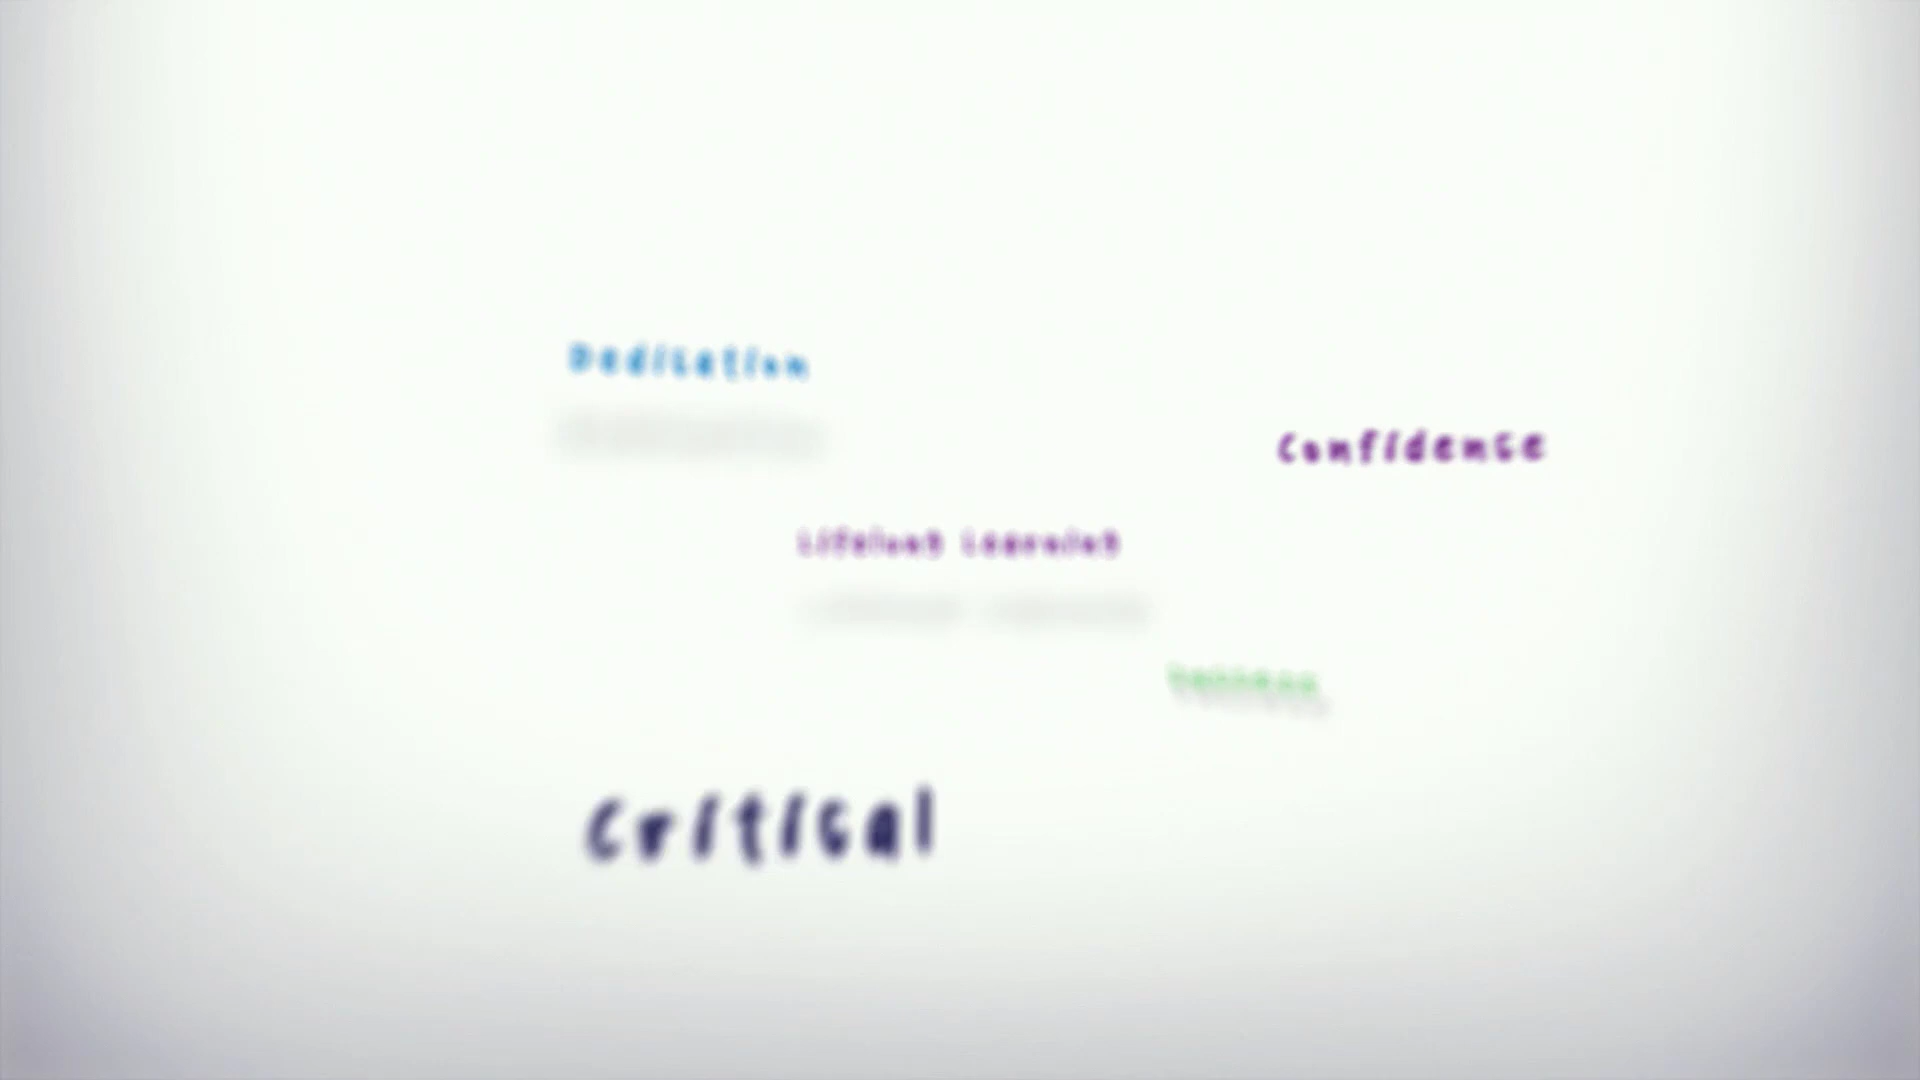 Dedication
Confidence
Lifelong Learning
Critical